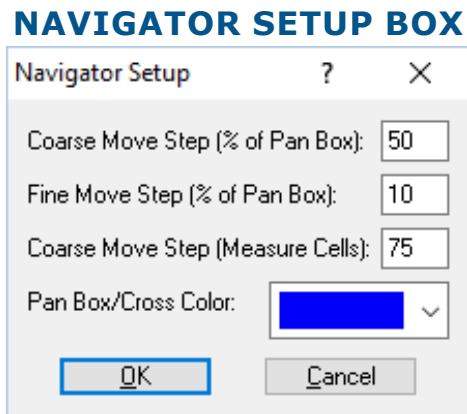 NAVIGATOR SETUP BOX
Navigator Setup ?
Coarse Move Step (% of Pan Box): 50
Fine Move Step (% of Pan Box): 10
Coarse Move Step (Measure Cells): 75
Pan Box/Cross Color:
OK Cancel